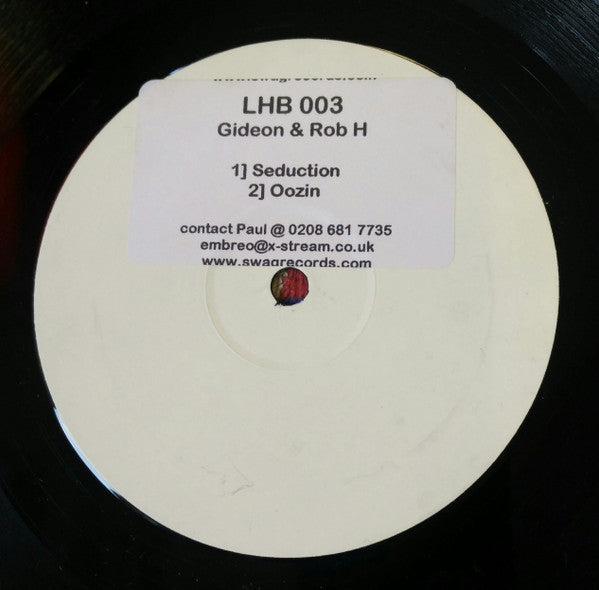 LHB 003
Gideon & Rob H
1] Seduction
2] Oozin
contact Paul @ 0208 681 7735
embreo@x-stream.co.uk
www.swagrecords.com